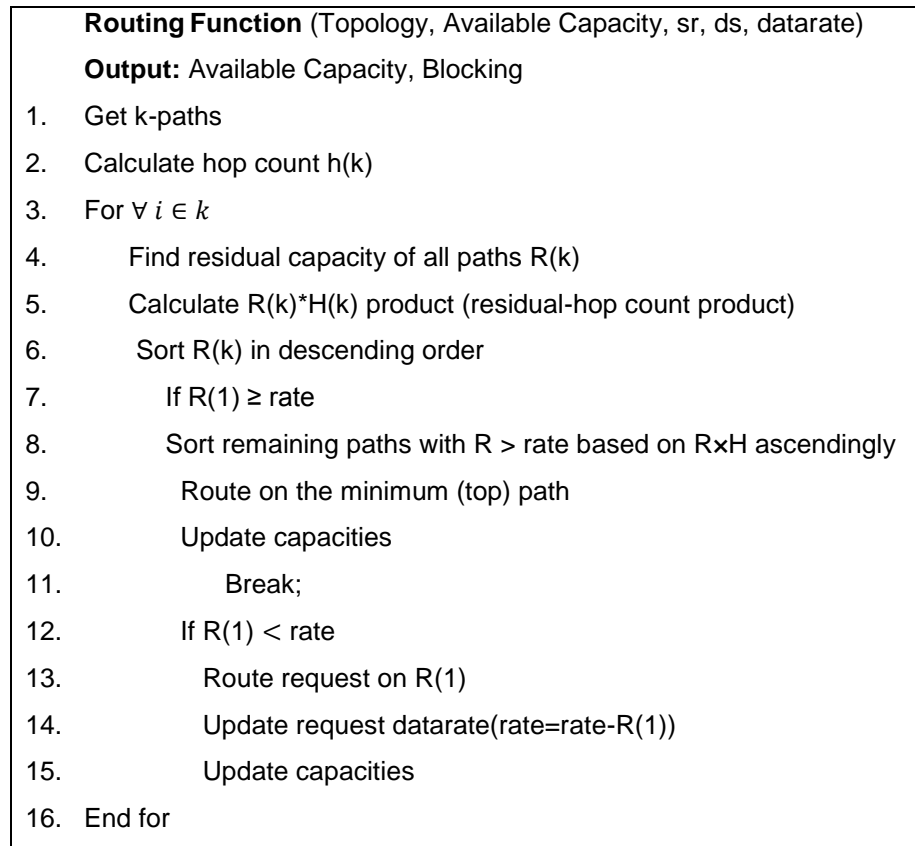 Routing Function (Topology, Available Capacity, sr, ds, datarate)
Output: Available Capacity, Blocking
1. Get k-paths
2. Calculate hop count h(k)
3. For ∀ i ∈ k
4. Find residual capacity of all paths R(k)
5. Calculate R(k)*H(k) product (residual-hop count product)
6. Sort R(k) in descending order
7. If R(1) ≥ rate
8. Sort remaining paths with R > rate based on R×H ascendingly
9. Route on the minimum (top) path
10. Update capacities
11. Break;
12. If R(1) < rate
13. Route request on R(1)
14. Update request datarate(rate=rate-R(1))
15. Update capacities
16. End for